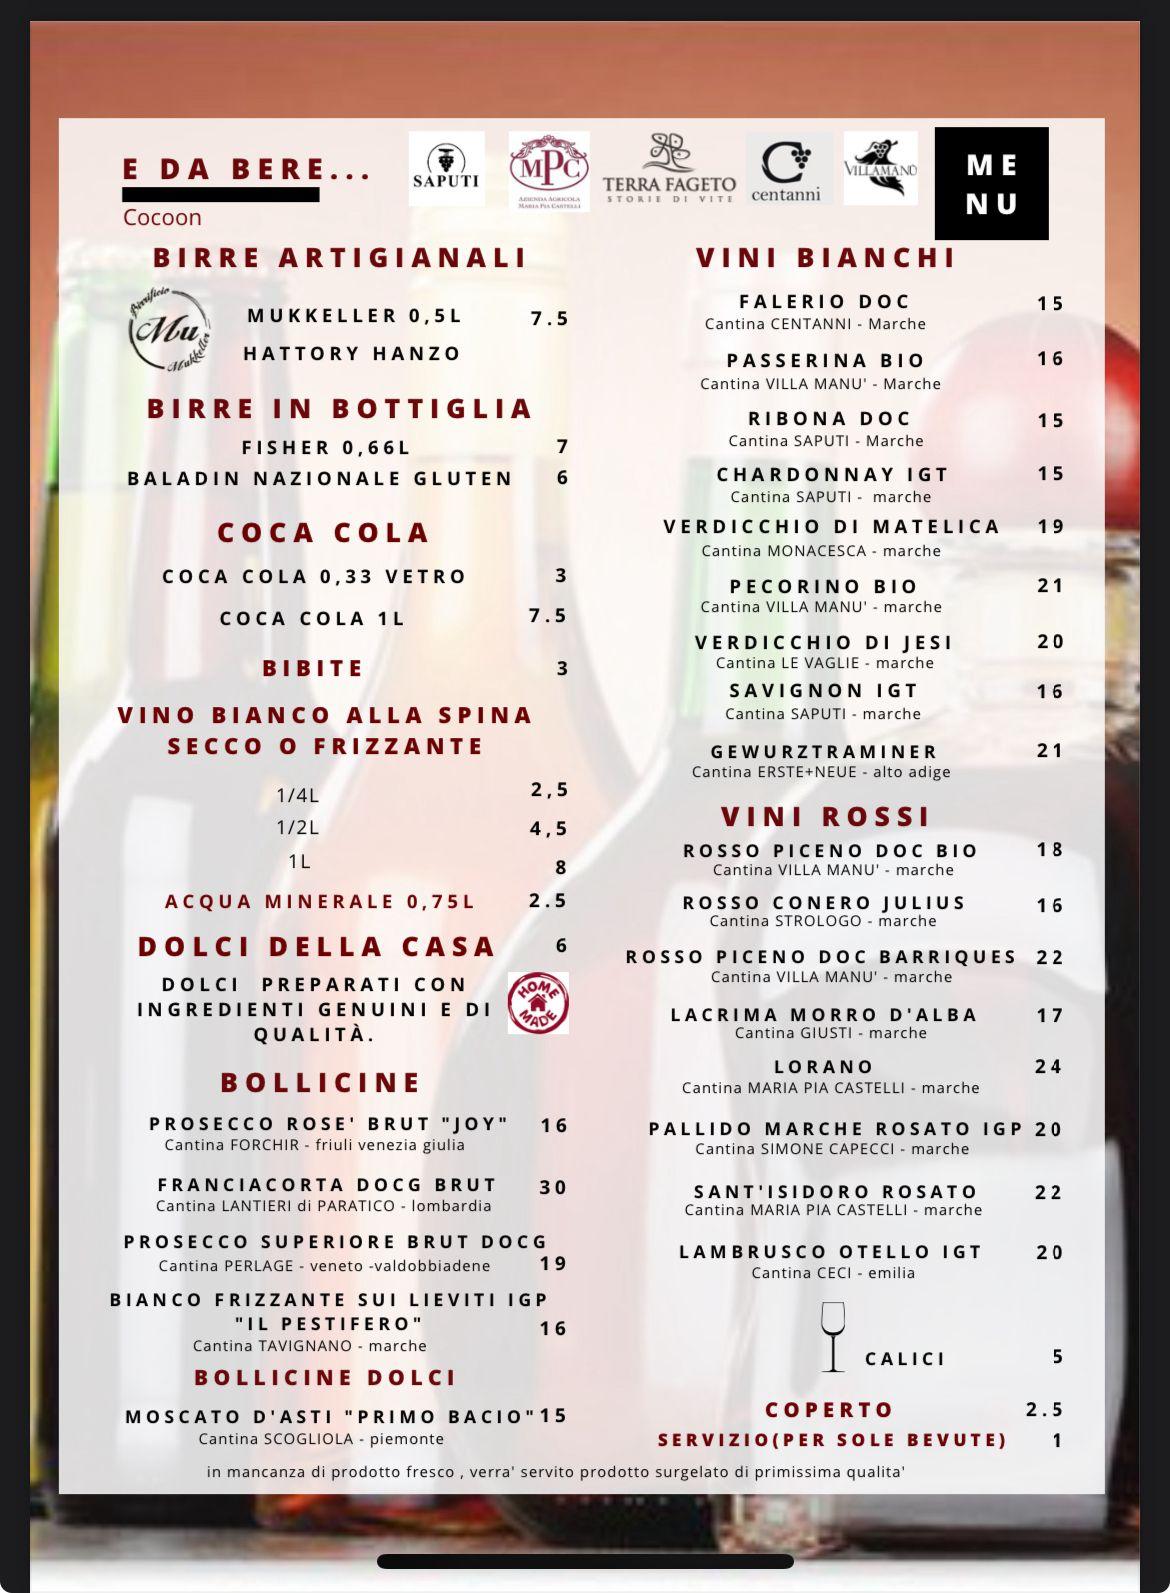 E DA BERE...
Cocoon
SAPUTI
MPC
AZIENDA AGRICOLA
MARIA PIA CASTELLI
TERRA FAGETO
STORIE DI VITE
centanni
VILLAMANÙ
ME
NU
BIRRE ARTIGIANALI
Birrificio
Mu
Mukkeller
MUKKELLER 0,5L 7.5
HATTORY HANZO
BIRRE IN BOTTIGLIA
FISHER 0,66L 7
BALADIN NAZIONALE GLUTEN 6
COCA COLA
COCA COLA 0,33 VETRO 3
COCA COLA 1L 7.5
BIBITE 3
VINO BIANCO ALLA SPINA
SECCO O FRIZZANTE
1/4L 2,5
1/2L 4,5
1L 8
ACQUA MINERALE 0,75L 2.5
DOLCI DELLA CASA 6
DOLCI PREPARATI CON
INGREDIENTI GENUINI E DI
QUALITÀ.
HOME
MADE
BOLLICINE
PROSECCO ROSE' BRUT "JOY" 16
Cantina FORCHIR - friuli venezia giulia
FRANCIACORTA DOCG BRUT 30
Cantina LANTIERI di PARATICO - lombardia
PROSECCO SUPERIORE BRUT DOCG
Cantina PERLAGE - veneto -valdobbiadene 19
BIANCO FRIZZANTE SUI LIEVITI IGP
"IL PESTIFERO" 16
Cantina TAVIGNANO - marche
BOLLICINE DOLCI
MOSCATO D'ASTI "PRIMO BACIO" 15
Cantina SCOGLIOLA - piemonte
VINI BIANCHI
FALERIO DOC 15
Cantina CENTANNI - Marche
PASSERINA BIO 16
Cantina VILLA MANU' - Marche
RIBONA DOC 15
Cantina SAPUTI - Marche
CHARDONNAY IGT 15
Cantina SAPUTI - marche
VERDICCHIO DI MATELICA 19
Cantina MONACESCA - marche
PECORINO BIO 21
Cantina VILLA MANU' - marche
VERDICCHIO DI JESI 20
Cantina LE VAGLIE - marche
SAVIGNON IGT 16
Cantina SAPUTI - marche
GEWURZTRAMINER 21
Cantina ERSTE+NEUE - alto adige
VINI ROSSI
ROSSO PICENO DOC BIO 18
Cantina VILLA MANU' - marche
ROSSO CONERO JULIUS 16
Cantina STROLOGO - marche
ROSSO PICENO DOC BARRIQUES 22
Cantina VILLA MANU' - marche
LACRIMA MORRO D'ALBA 17
Cantina GIUSTI - marche
LORANO 24
Cantina MARIA PIA CASTELLI - marche
PALLIDO MARCHE ROSATO IGP 20
Cantina SIMONE CAPECCI - marche
SANT'ISIDORO ROSATO 22
Cantina MARIA PIA CASTELLI - marche
LAMBRUSCO OTELLO IGT 20
Cantina CECI - emilia
CALICI 5
COPERTO 2.5
SERVIZIO(PER SOLE BEVUTE) 1
in mancanza di prodotto fresco , verra' servito prodotto surgelato di primissima qualita'